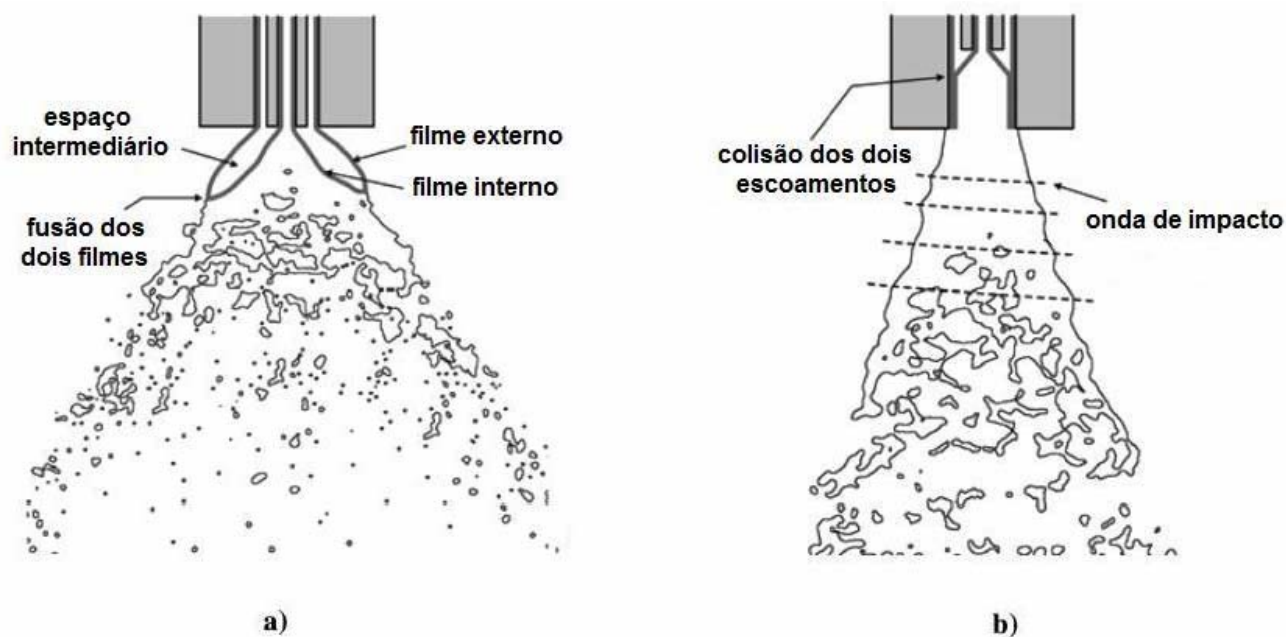 espaço
intermediário
filme externo
filme interno
fusão dos
dois filmes
colisão dos dois
escoamentos
onda de impacto
a)
b)